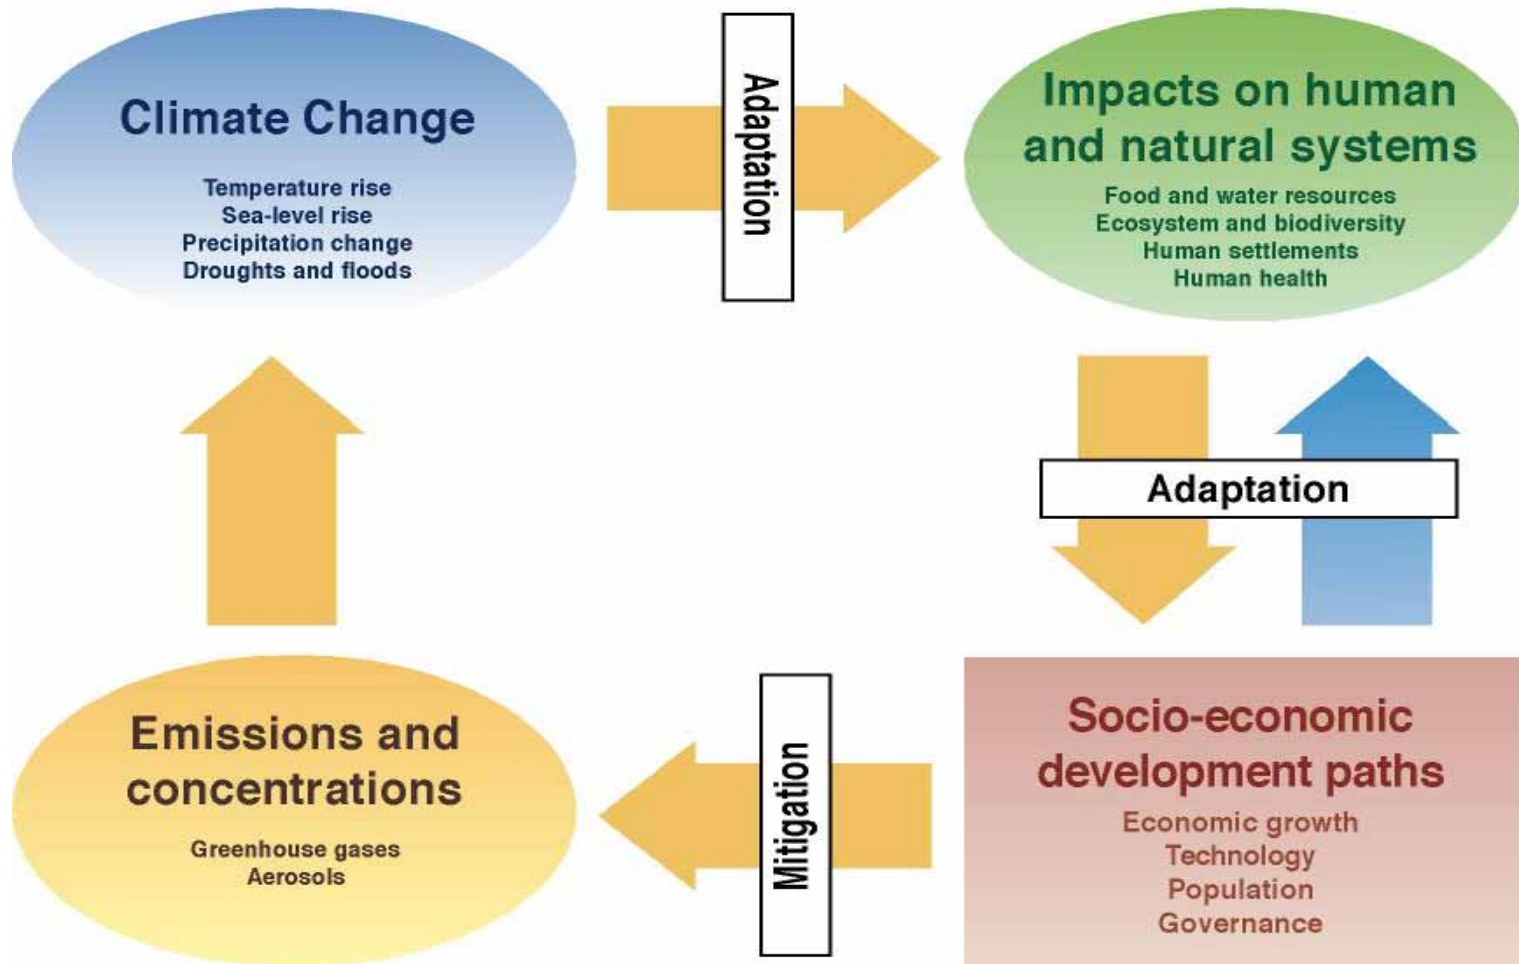 Climate Change
Temperature rise
Sea-level rise
Precipitation change
Droughts and floods
Adaptation
Impacts on human
and natural systems
Food and water resources
Ecosystem and biodiversity
Human settlements
Human health
Adaptation
Emissions and
concentrations
Greenhouse gases
Aerosols
Mitigation
Socio-economic
development paths
Economic growth
Technology
Population
Governance